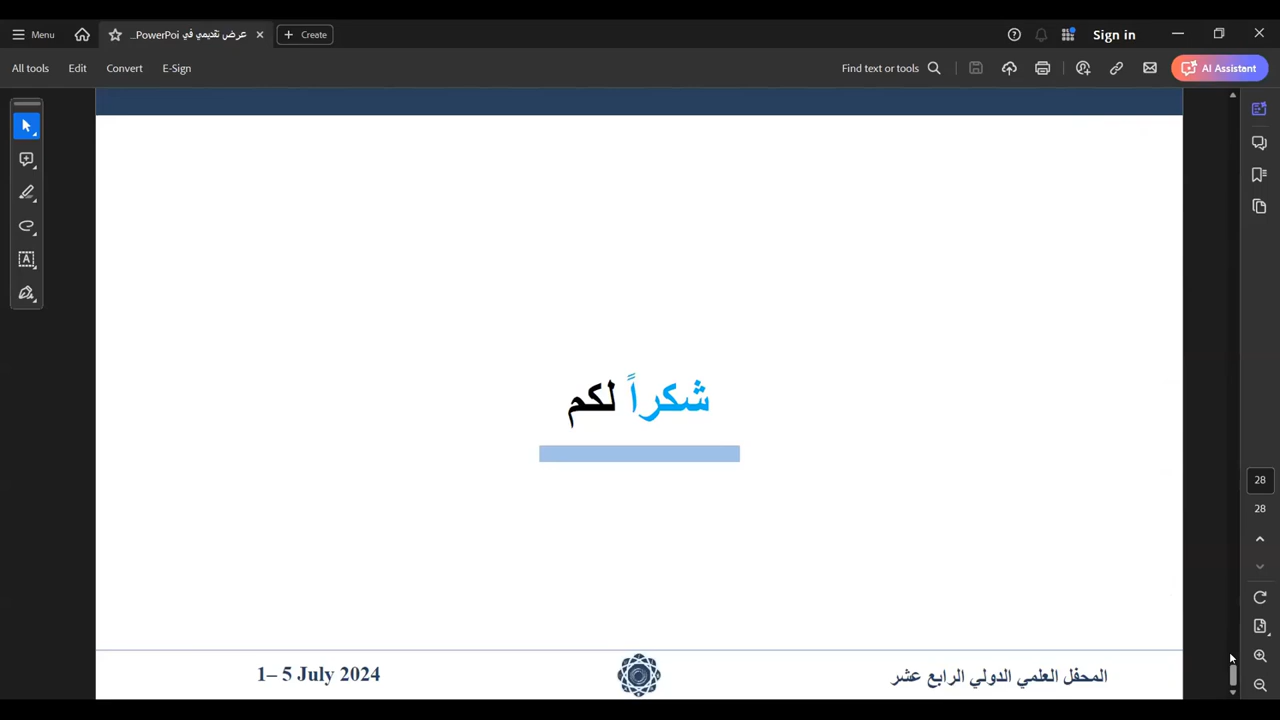 Menu
عرض تقديمي في PowerPoi...
Create
Sign in
All tools
Edit
Convert
E-Sign
Find text or tools
AI Assistant
شكراً لكم
28
28
1– 5 July 2024
المحفل العلمي الدولي الرابع عشر